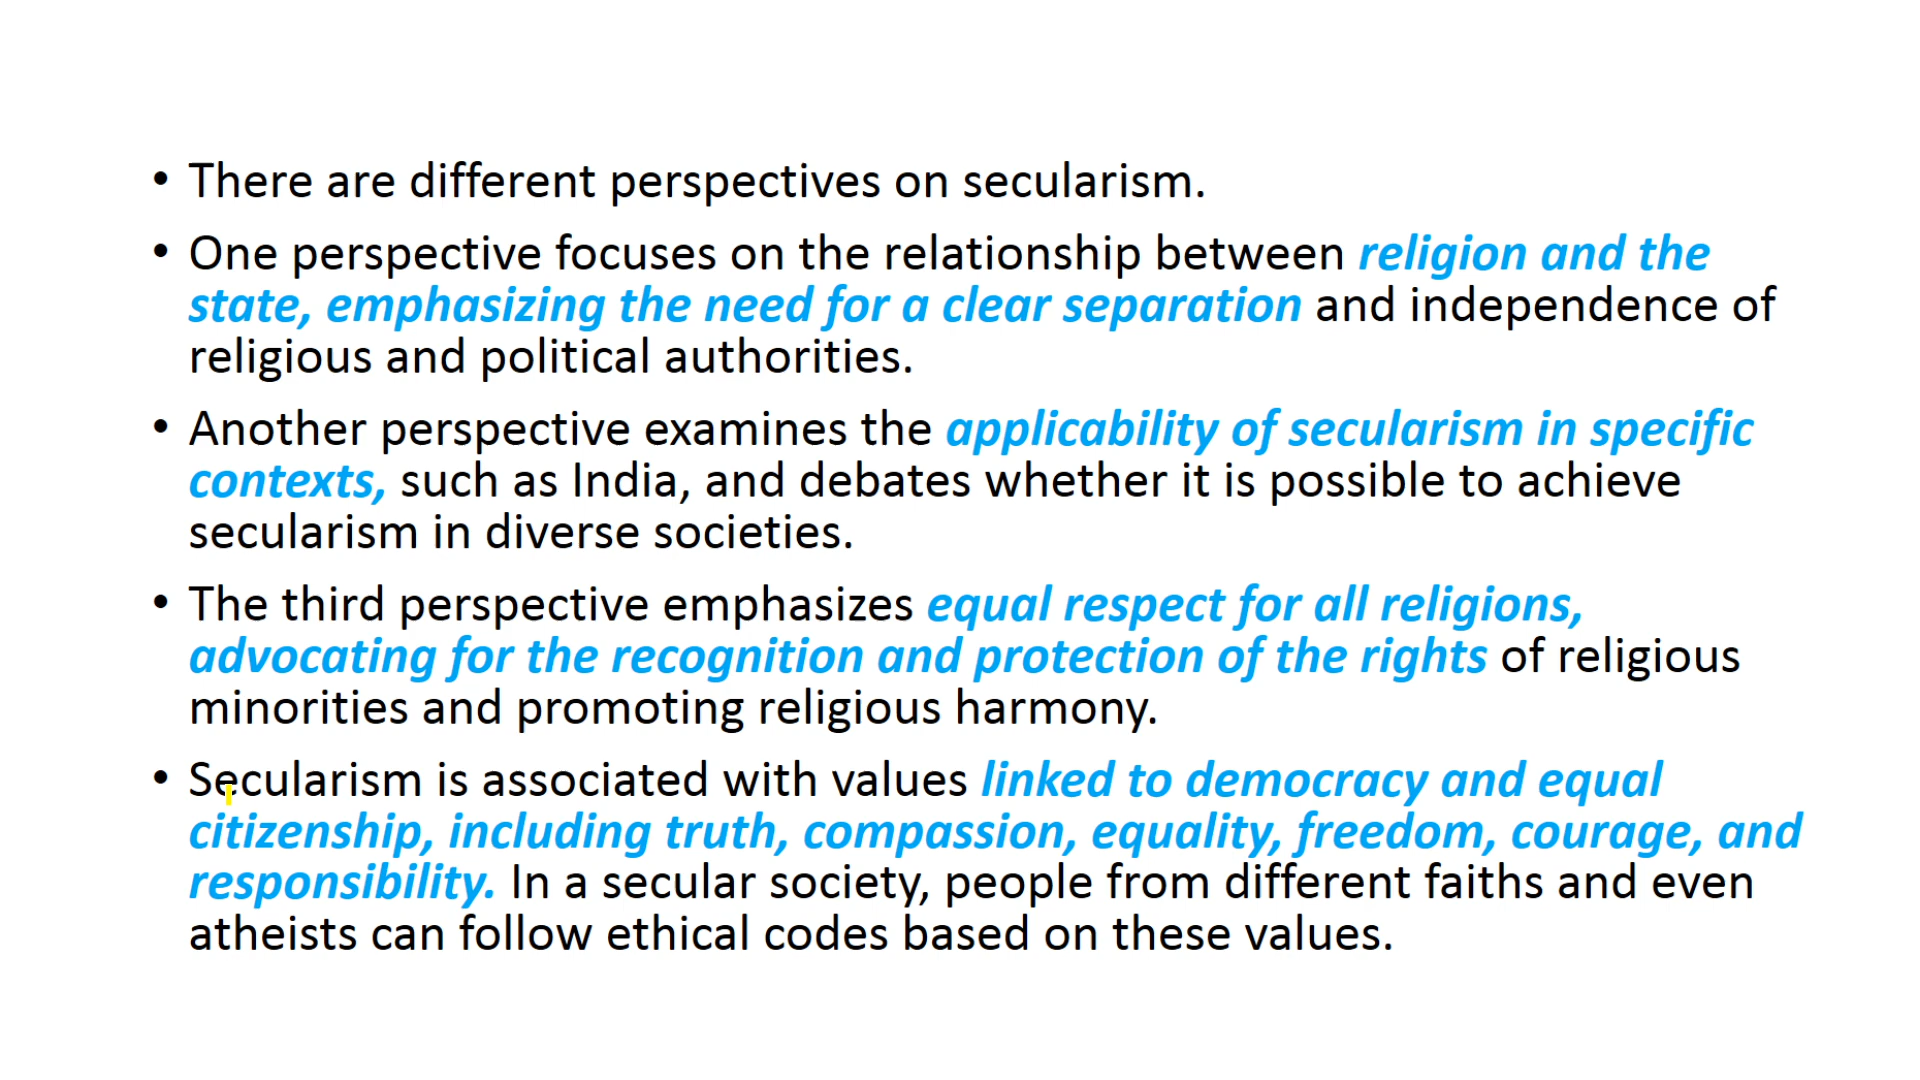 • There are different perspectives on secularism.
• One perspective focuses on the relationship between religion and the
state, emphasizing the need for a clear separation and independence of
religious and political authorities.
• Another perspective examines the applicability of secularism in specific
contexts, such as India, and debates whether it is possible to achieve
secularism in diverse societies.
• The third perspective emphasizes equal respect for all religions,
advocating for the recognition and protection of the rights of religious
minorities and promoting religious harmony.
• Secularism is associated with values linked to democracy and equal
citizenship, including truth, compassion, equality, freedom, courage, and
responsibility. In a secular society, people from different faiths and even
atheists can follow ethical codes based on these values.